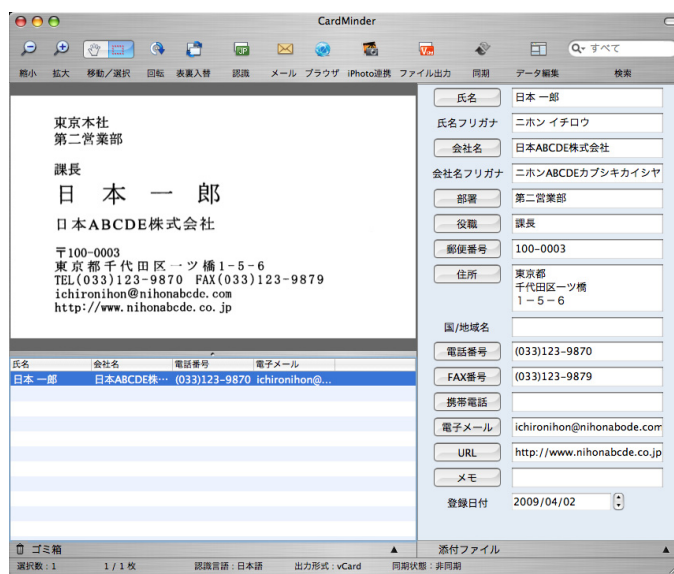 CardMinder
すべて
縮小 拡大 移動/選択 回転 表裏入替 認識 メール ブラウザ iPhoto連携 ファイル出力 同期 データ編集 検索
東京本社
第二営業部
課長
日 本 一 郎
日本ABCDE株式会社
〒100-0003
東京都千代田区一ツ橋1-5-6
TEL(033)123-9870 FAX(033)123-9879
ichironihon@nihonabcdc.com
http://www.nihonabcde.co.jp
氏名 会社名 電話番号 電子メール
日本 一郎 日本ABCDE株… (033)123-9870 ichironihon@...
ゴミ箱
選択数:1 1/1 枚 認識言語:日本語 出力形式:vCard 同期状態:非同期
氏名 日本 一郎
氏名フリガナ ニホン イチロウ
会社名 日本ABCDE株式会社
会社名フリガナ ニホンABCDEカブシキカイシヤ
部署 第二営業部
役職 課長
郵便番号 100-0003
住所 東京都
千代田区一ツ橋
1-5-6
国/地域名
電話番号 (033)123-9870
FAX番号 (033)123-9879
携帯電話
電子メール ichironihon@nihonabode.com
URL http://www.nihonabcde.co.jp
メモ
登録日付 2009/04/02
添付ファイル